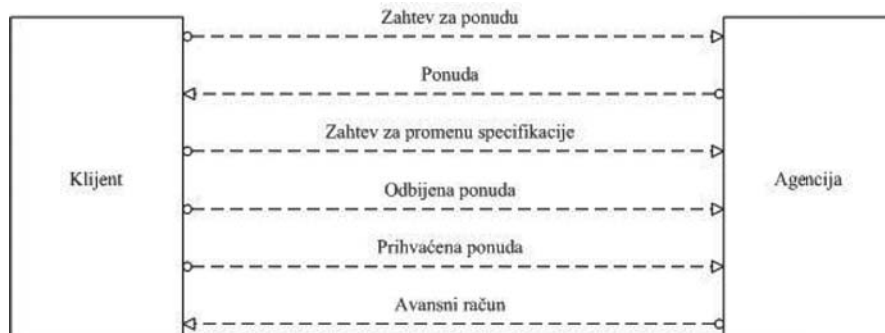 Zahtev za ponudu
Ponuda
Zahtev za promenu specifikacije
Klijent
Agencija
Odbijena ponuda
Prihvaćena ponuda
Avansni račun